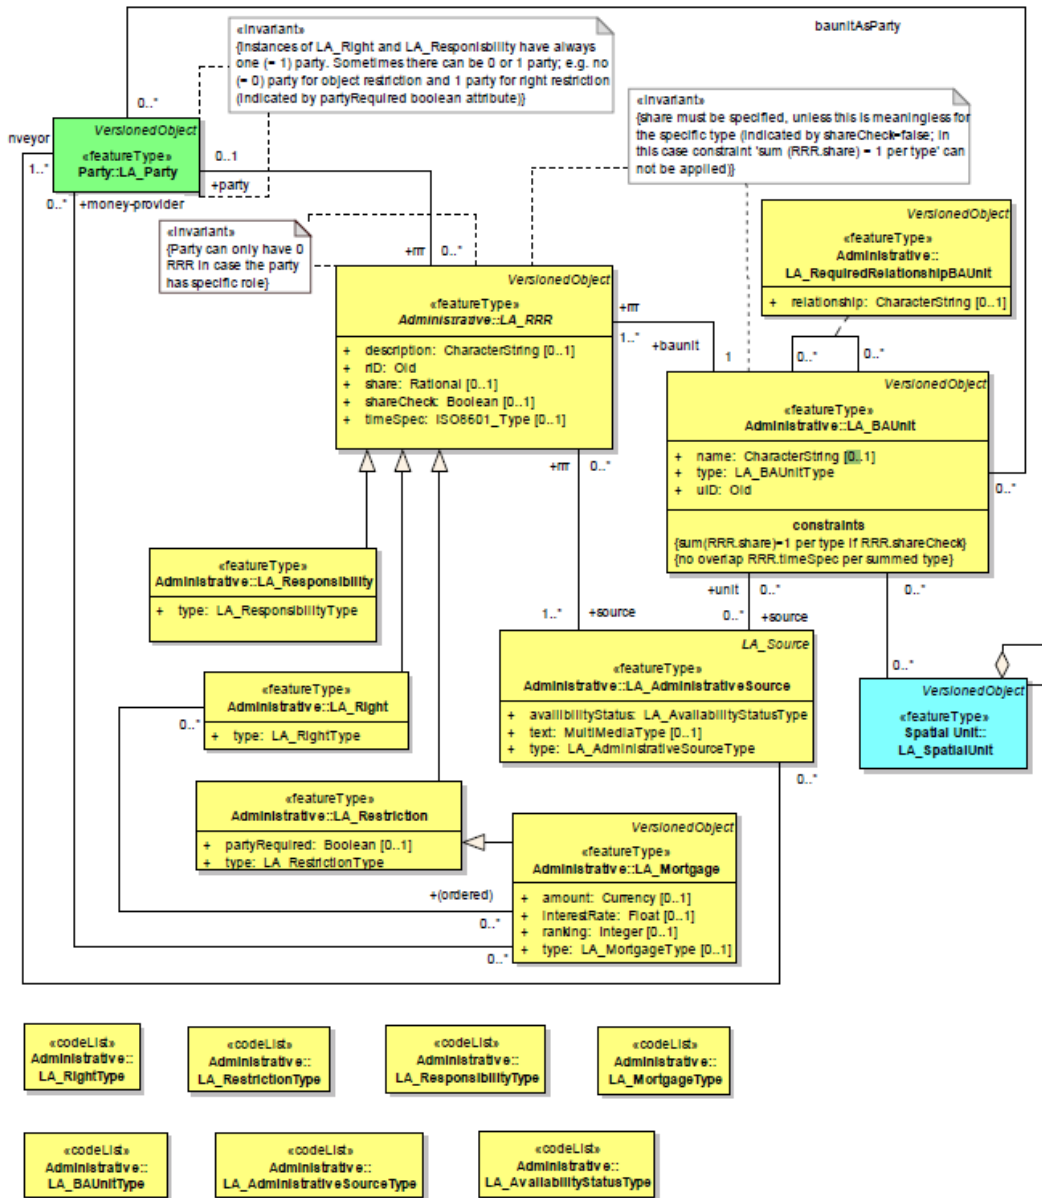 baunitAsParty
«invariant»
{instances of LA_Right and LA_Responisbility have always
one (= 1) party. Sometimes there can be 0 or 1 party; e.g. no
(= 0) party for object restriction and 1 party for right restriction
(indicated by partyRequired boolean attribute)}
0..*
«invariant»
{share must be specified, unless this is meaningless for
the specific type (indicated by shareCheck=false; in
this case constraint 'sum (RRR.share) = 1 per type' can
not be applied)}
nveyor
1..*
VersionedObject
«featureType»
Party::LA_Party
0..1
+party
0..*
+money-provider
«invariant»
{Party can only have 0
RRR in case the party
has specific role}
+rrr
0..*
VersionedObject
«featureType»
Administrative::
LA_RequiredRelationshipBAUnit
+ relationship: CharacterString [0..1]
VersionedObject
«featureType»
Administrative::LA_RRR
+ description: CharacterString [0..1]
+ rID: Oid
+ share: Rational [0..1]
+ shareCheck: Boolean [0..1]
+ timeSpec: ISO8601_Type [0..1]
+rrr
1..*
+baunit
1
0..*
0..*
VersionedObject
«featureType»
Administrative::LA_BAUnit
+ name: CharacterString [0..1]
+ type: LA_BAUnitType
+ uID: Oid
constraints
{sum(RRR.share)=1 per type if RRR.shareCheck}
{no overlap RRR.timeSpec per summed type}
0..*
+rrr
0..*
«featureType»
Administrative::LA_Responsibility
+ type: LA_ResponsibilityType
+unit
0..*
0..*
1..*
+source
0..*
+source
LA_Source
«featureType»
Administrative::LA_AdministrativeSource
+ availibilityStatus: LA_AvailabilityStatusType
+ text: MultiMediaType [0..1]
+ type: LA_AdministrativeSourceType
0..*
0..*
VersionedObject
«featureType»
Spatial Unit::
LA_SpatialUnit
«featureType»
Administrative::LA_Right
+ type: LA_RightType
0..*
«featureType»
Administrative::LA_Restriction
+ partyRequired: Boolean [0..1]
+ type: LA_RestrictionType
VersionedObject
«featureType»
Administrative::LA_Mortgage
+ amount: Currency [0..1]
+ interestRate: Float [0..1]
+ ranking: Integer [0..1]
+ type: LA_MortgageType [0..1]
+(ordered)
0..*
0..*
«codeList»
Administrative::
LA_RightType
«codeList»
Administrative::
LA_RestrictionType
«codeList»
Administrative::
LA_ResponsibilityType
«codeList»
Administrative::
LA_MortgageType
«codeList»
Administrative::
LA_BAUnitType
«codeList»
Administrative::
LA_AdministrativeSourceType
«codeList»
Administrative::
LA_AvailabilityStatusType